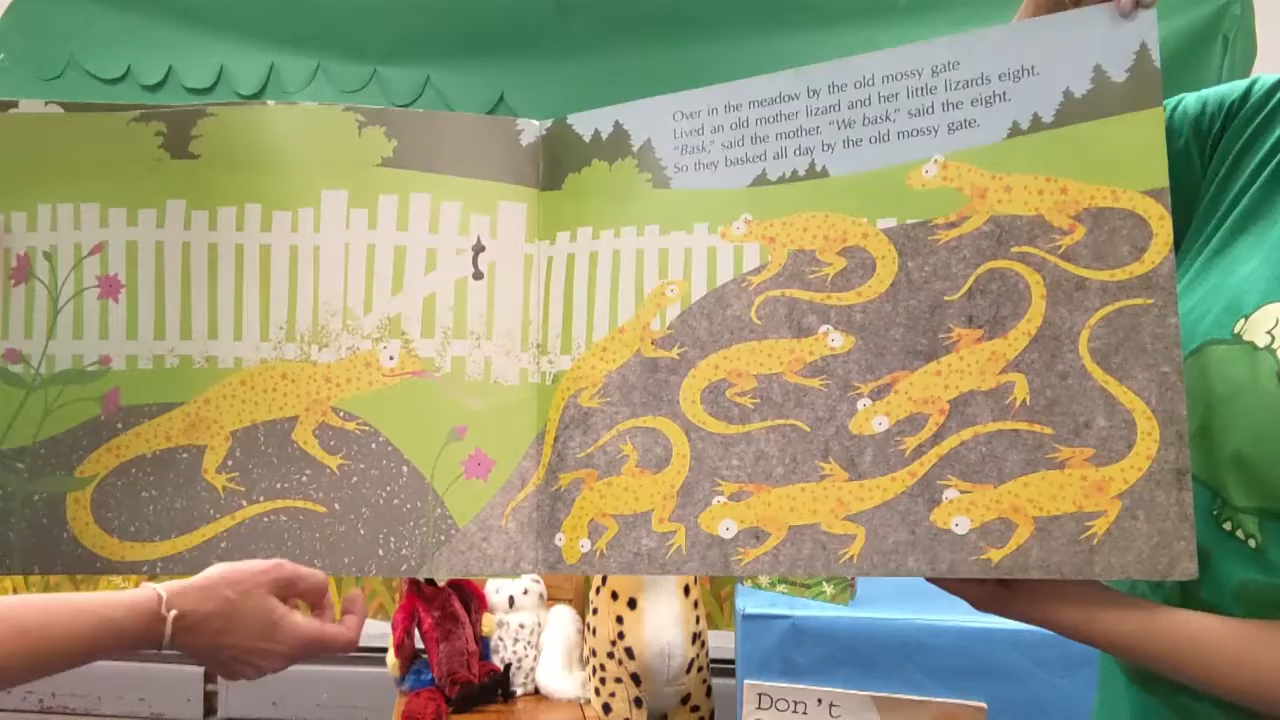 Over in the meadow by the old mossy gate
Lived an old mother lizard and her little lizards eight.
"Bask," said the mother. "We bask," said the eight.
So they basked all day by the old mossy gate.
Don't